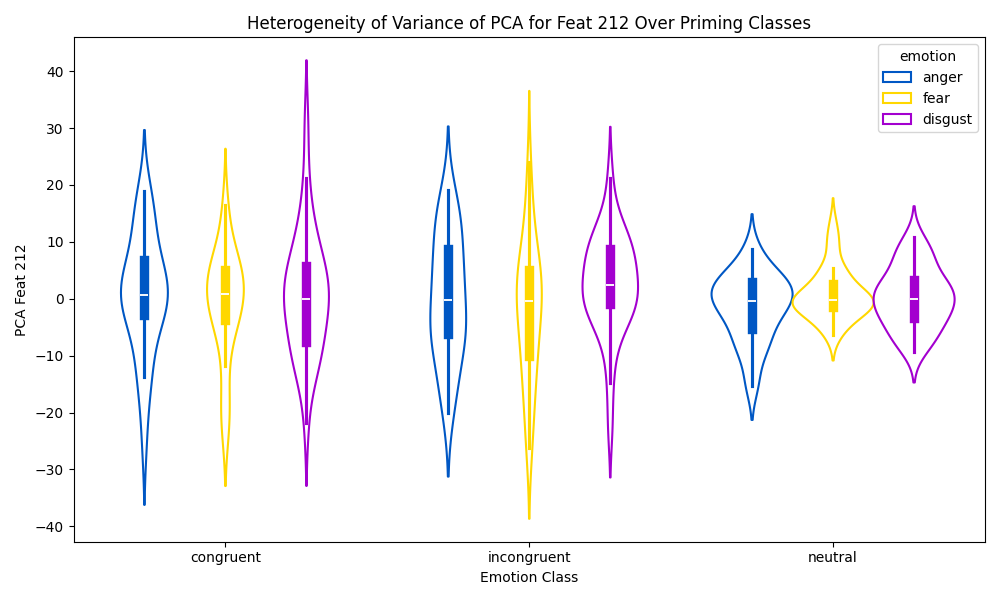 Heterogeneity of Variance of PCA for Feat 212 Over Priming Classes
emotion
anger
fear
disgust
PCA Feat 212
40
30
20
10
0
−10
−20
−30
−40
congruent
incongruent
neutral
Emotion Class